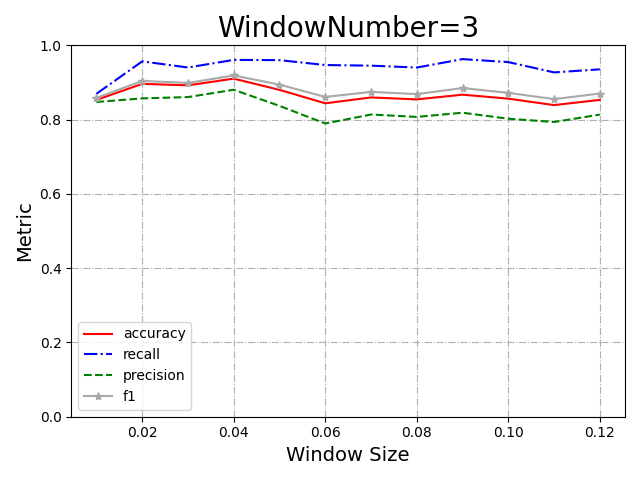 WindowNumber=3
1.0
0.8
0.6
0.4
0.2
0.0
Metric
accuracy
recall
precision
f1
0.02 0.04 0.06 0.08 0.10 0.12
Window Size